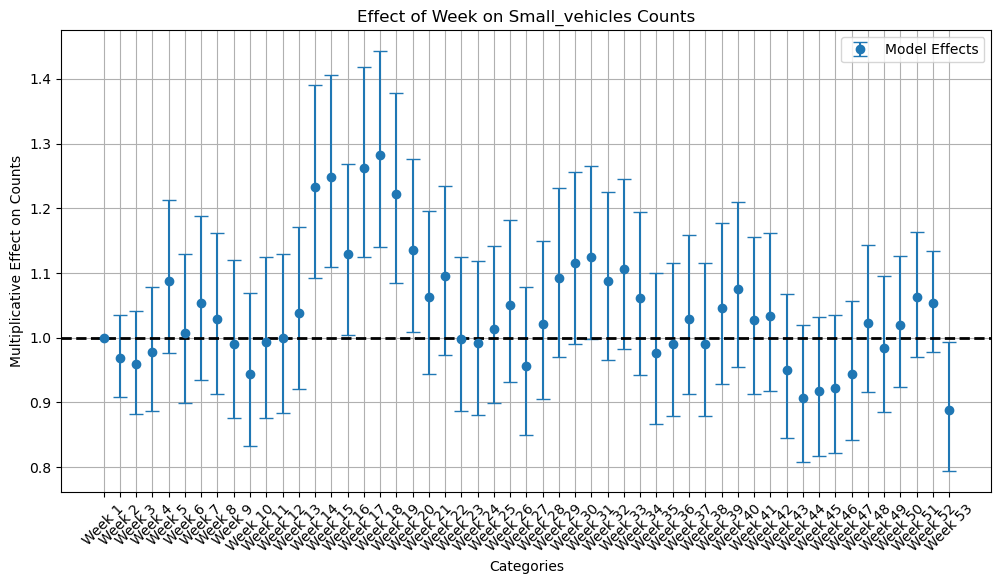 Effect of Week on Small_vehicles Counts
Model Effects
Multiplicative Effect on Counts
1.4
1.3
1.2
1.1
1.0
0.9
0.8
Week 1
Week 2
Week 3
Week 4
Week 5
Week 6
Week 7
Week 8
Week 9
Week 10
Week 11
Week 12
Week 13
Week 14
Week 15
Week 16
Week 17
Week 18
Week 19
Week 20
Week 21
Week 22
Week 23
Week 24
Week 25
Week 26
Week 27
Week 28
Week 29
Week 30
Week 31
Week 32
Week 33
Week 34
Week 35
Week 36
Week 37
Week 38
Week 39
Week 40
Week 41
Week 42
Week 43
Week 44
Week 45
Week 46
Week 47
Week 48
Week 49
Week 50
Week 51
Week 52
Week 53
Categories